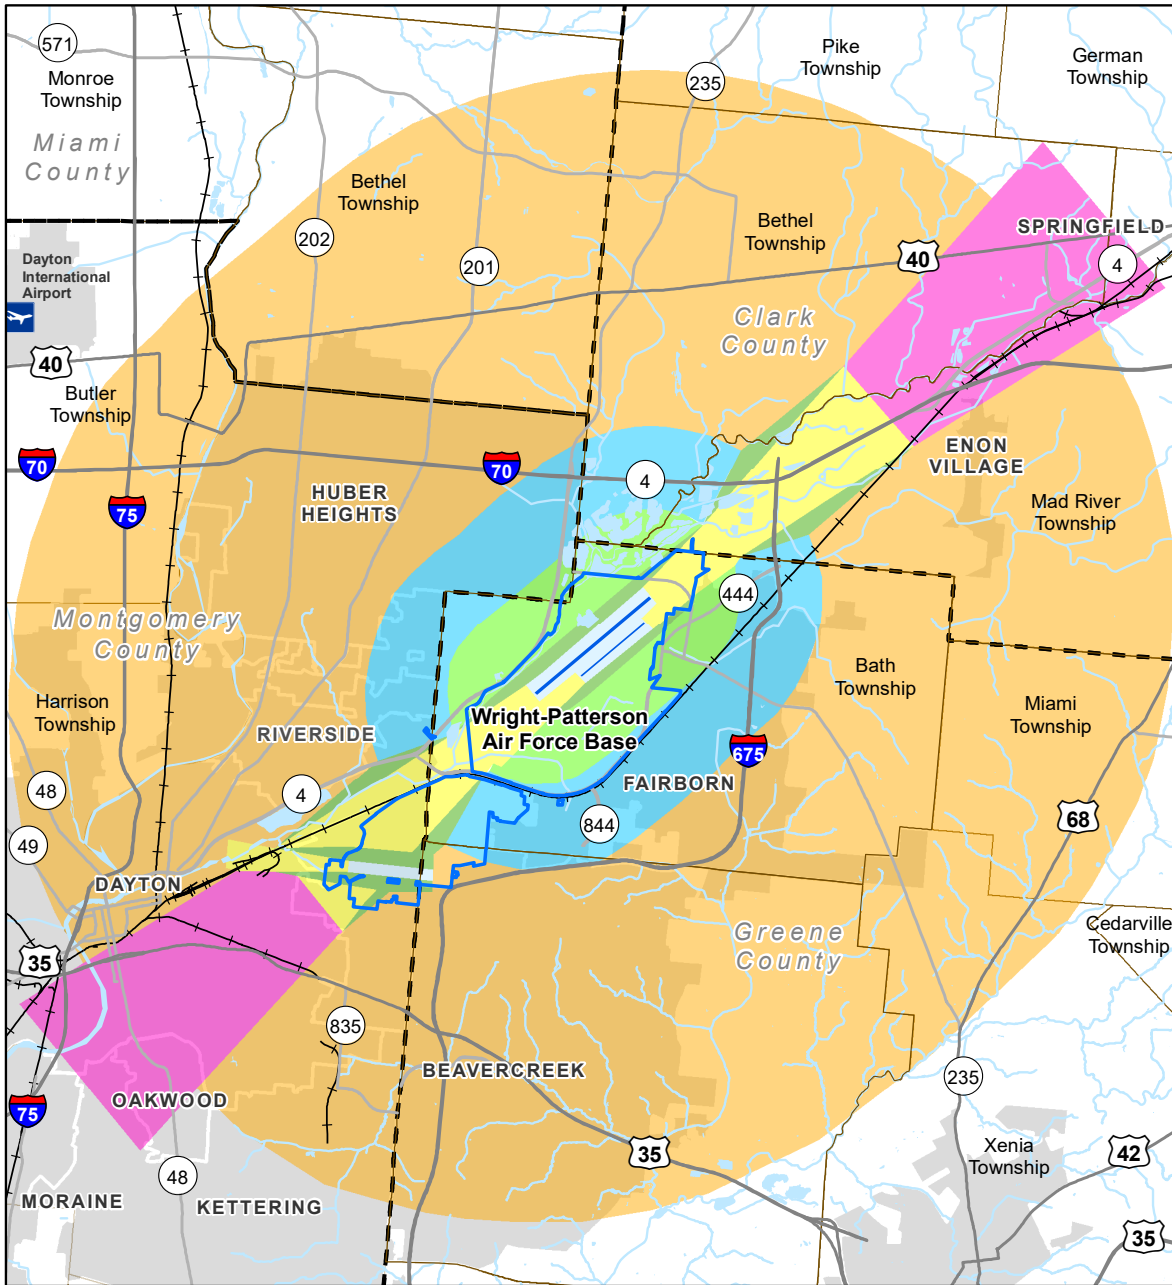 571
Monroe
Township
Miami
County
235
Pike
Township
German
Township
Bethel
Township
202
201
Bethel
Township
40
SPRINGFIELD
4
Dayton
International
Airport
40
Butler
Township
Clark
County
70
75
70
4
HUBER
HEIGHTS
ENON
VILLAGE
Mad River
Township
Montgomery
County
444
Harrison
Township
RIVERSIDE
Wright-Patterson
Air Force Base
Bath
Township
Miami
Township
675
FAIRBORN
48
4
844
68
49
DAYTON
35
Greene
County
Cedarville
Township
835
BEAVERCREEK
235
75
OAKWOOD
48
35
Xenia
Township
42
MORAINE
KETTERING
35